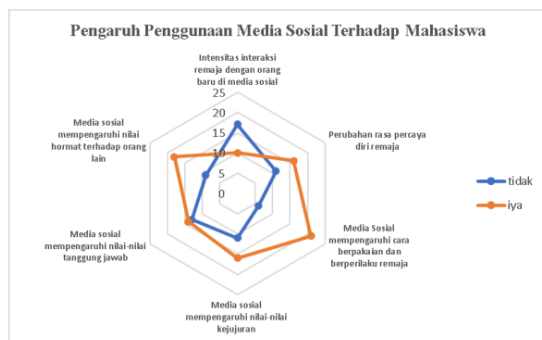 Pengaruh Penggunaan Media Sosial Terhadap Mahasiswa
Intensitas interaksi
remaja dengan orang
baru di media sosial
25
20
15
10
5
0
Perubahan rasa percaya
diri remaja
Media Sosial
mempengaruhi cara
berpakaian dan
berperilaku remaja
Media sosial
mempengaruhi nilai-nilai
kejujuran
Media sosial
mempengaruhi nilai-nilai
tanggung jawab
Media sosial
mempengaruhi nilai
hormat terhadap orang
lain
tidak
iya